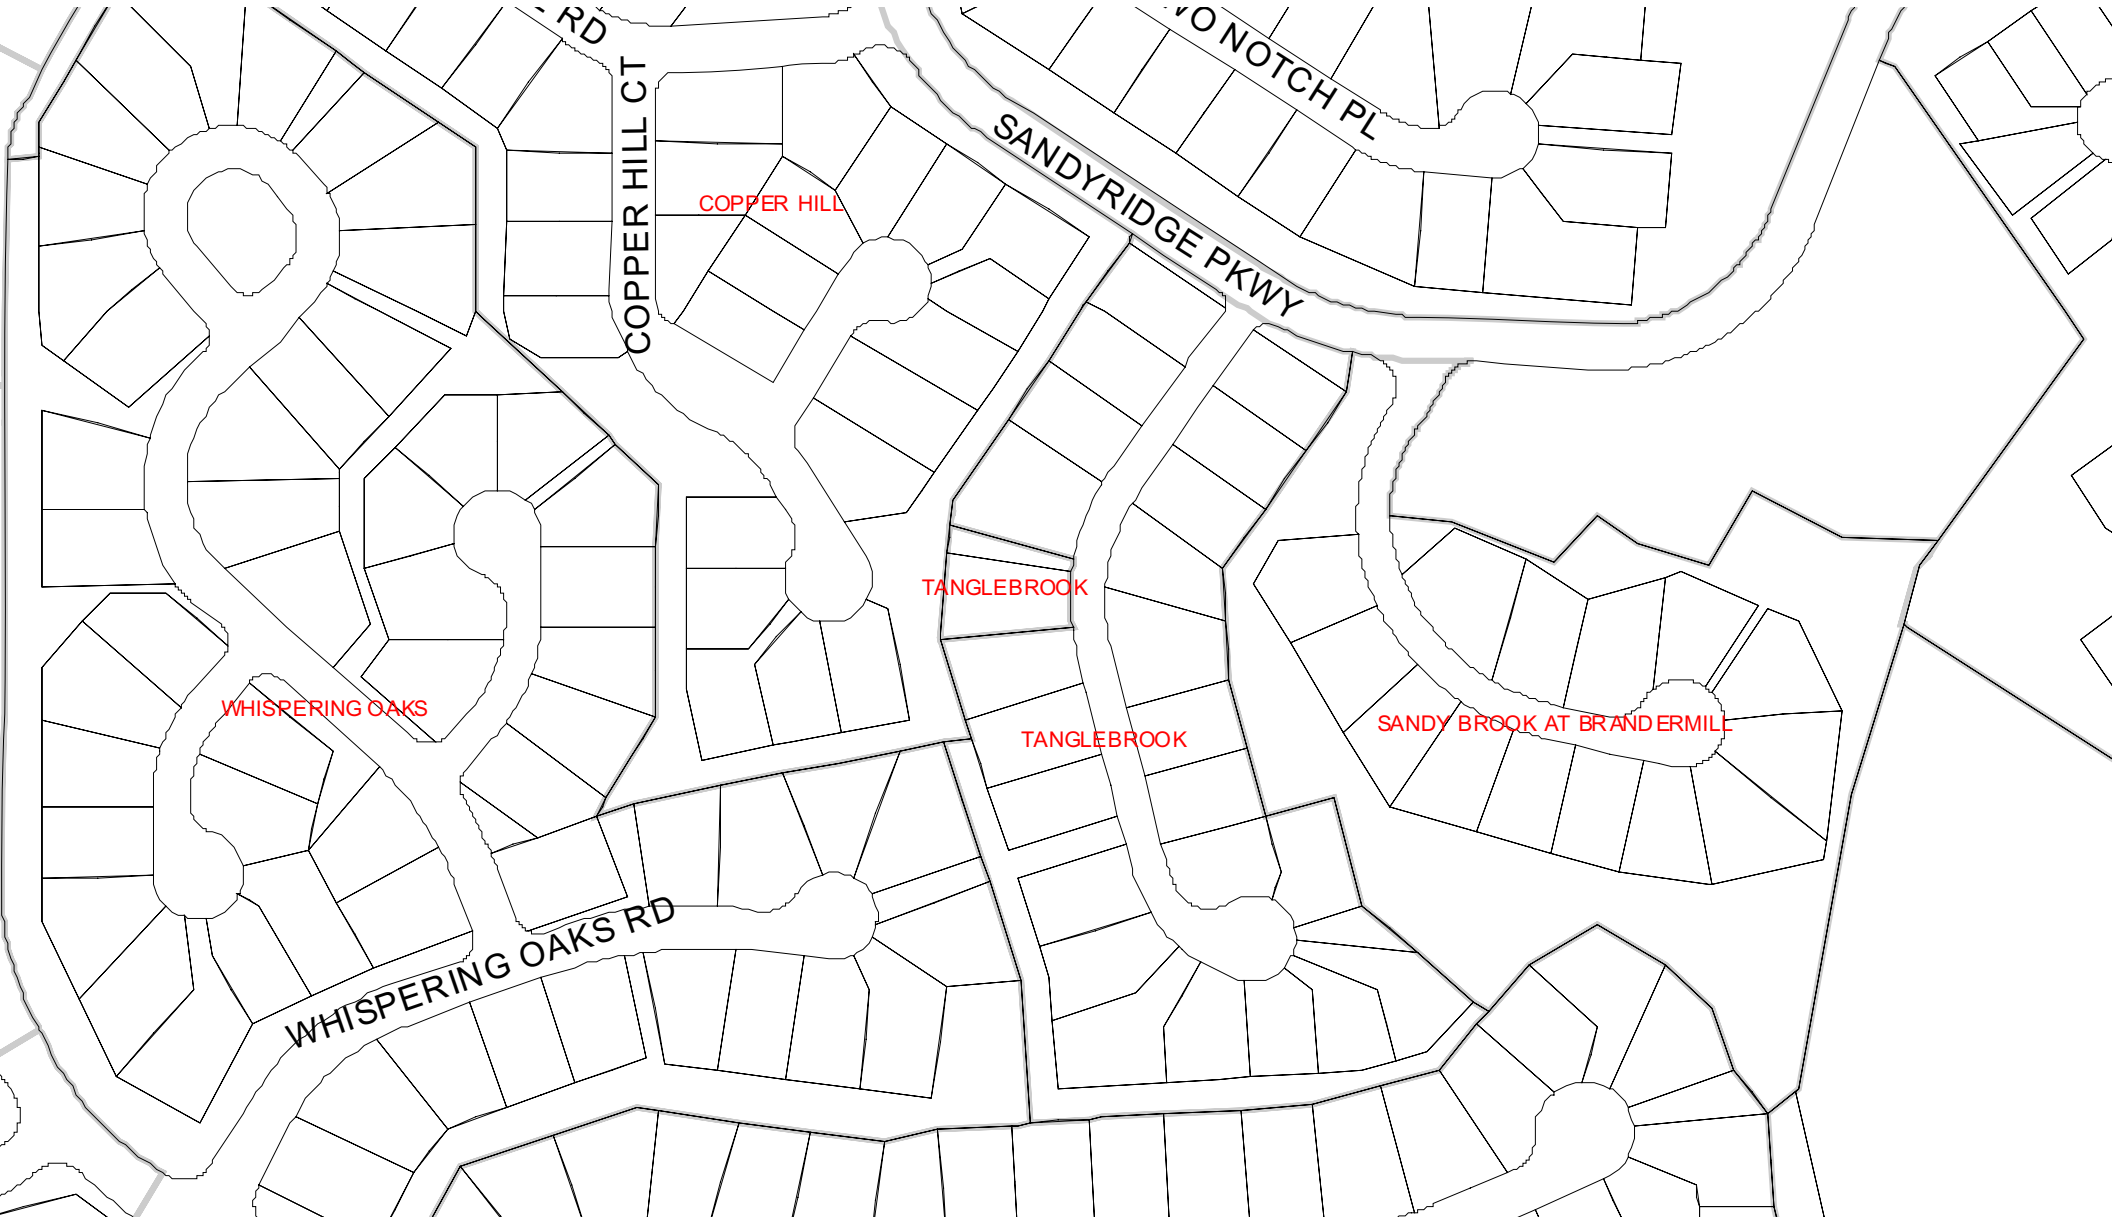 RD
NOTCH PL
COPPER HILL CT
SANDYRIDGE PKWY
COPPER HILL
TANGLEBROOK
WHISPERING OAKS
SANDY BROOK AT BRANDERMILL
TANGLEBROOK
WHISPERING OAKS RD